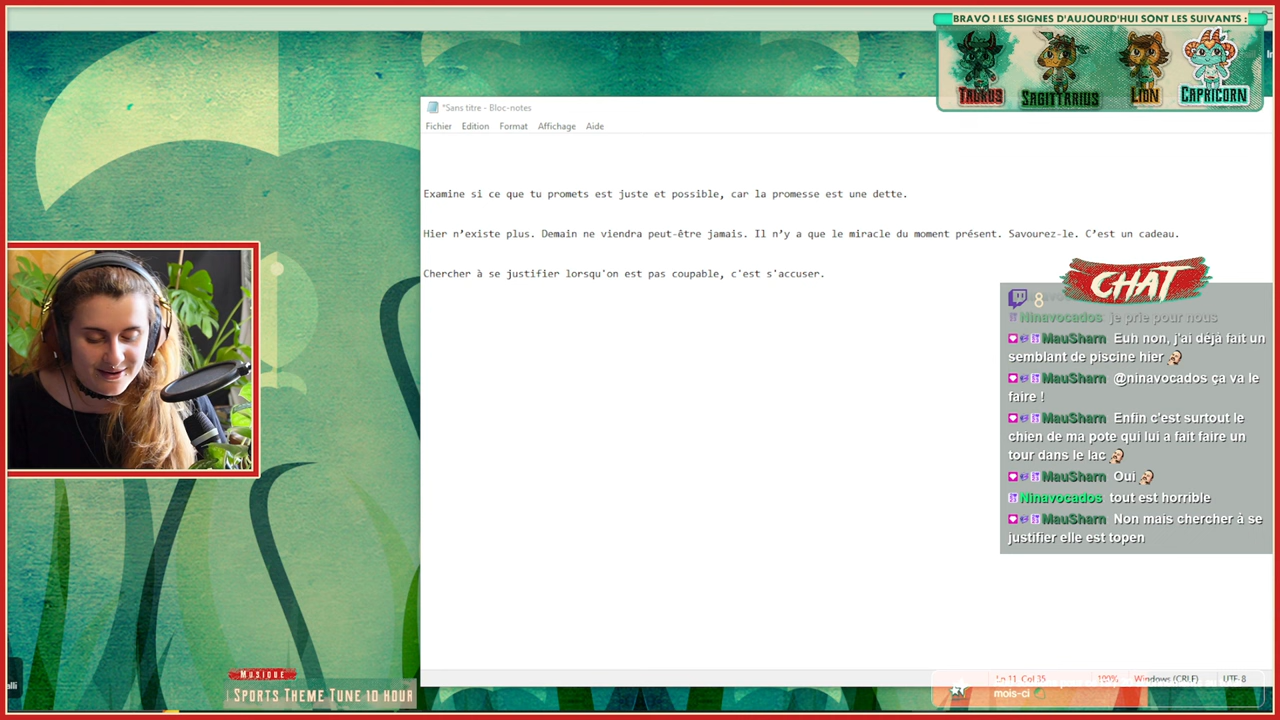 BRAVO ! LES SIGNES D'AUJOURD'HUI SONT LES SUIVANTS :
TAURUS
SAGITTARIUS
LION
CAPRICORN
*Sans titre - Bloc-notes
Fichier Edition Format Affichage Aide
Examine si ce que tu promets est juste et possible, car la promesse est une dette.
Hier n’existe plus. Demain ne viendra peut-être jamais. Il n’y a que le miracle du moment présent. Savourez-le. C’est un cadeau.
Chercher à se justifier lorsqu'on est pas coupable, c'est s'accuser.
CHAT
8
Ninavocados je prie pour nous
MauSharn Euh non, j'ai déjà fait un
semblant de piscine hier
MauSharn @ninavocados ça va le
faire !
MauSharn Enfin c'est surtout le
chien de ma pote qui lui a fait faire un
tour dans le lac
MauSharn Oui
Ninavocados tout est horrible
MauSharn Non mais chercher à se
justifier elle est topen
MUSIQUE
SPORTS THEME TUNE 10 HOUR
Ln 11, Col 35 100% Windows (CRLF) UTF-8
mois-ci